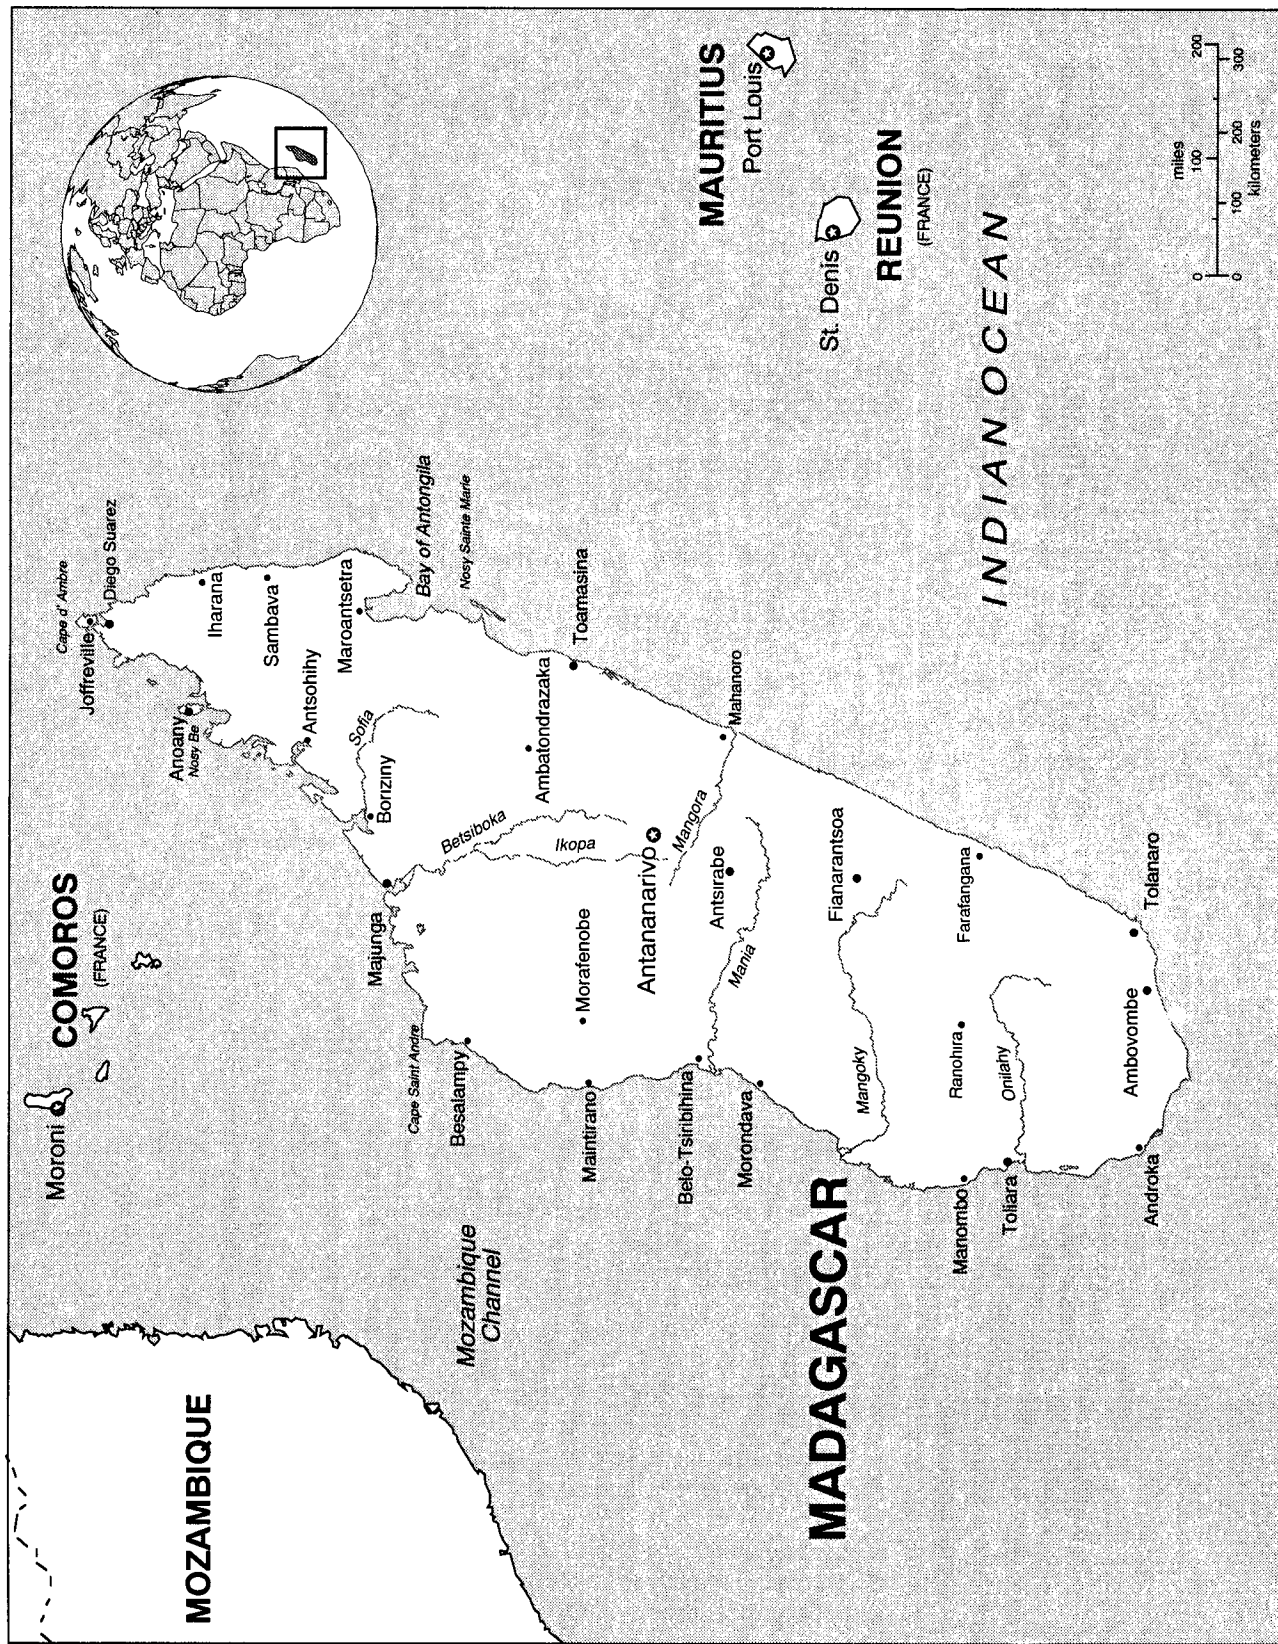 Cape d' Ambre
Joffreville
Diego Suarez
Anoany
Nosy Be
Iharana
Sambava
Antsohihy
Maroantsetra
Sofia
Boriziny
Bay of Antongila
Nosy Sainte Marie
COMOROS
(FRANCE)
Moroni
Majunga
Cape Saint Andre
Besalampy
Betsiboka
Ikopa
Ambatondrazaka
Toamasina
Morafenobe
Maintirano
Antananarivo
Mangora
Mahanoro
Antsirabe
Mania
Belo-Tsiribihina
Morondava
Fianarantsoa
Mangoky
Farafangana
Ranohira
Onilahy
Manombo
Toliara
Tolanaro
Ambovombe
Androka
MOZAMBIQUE
Mozambique
Channel
MADAGASCAR
MAURITIUS
Port Louis
St. Denis
REUNION
(FRANCE)
INDIAN OCEAN
miles
0 100 200
0 100 200 300
kilometers